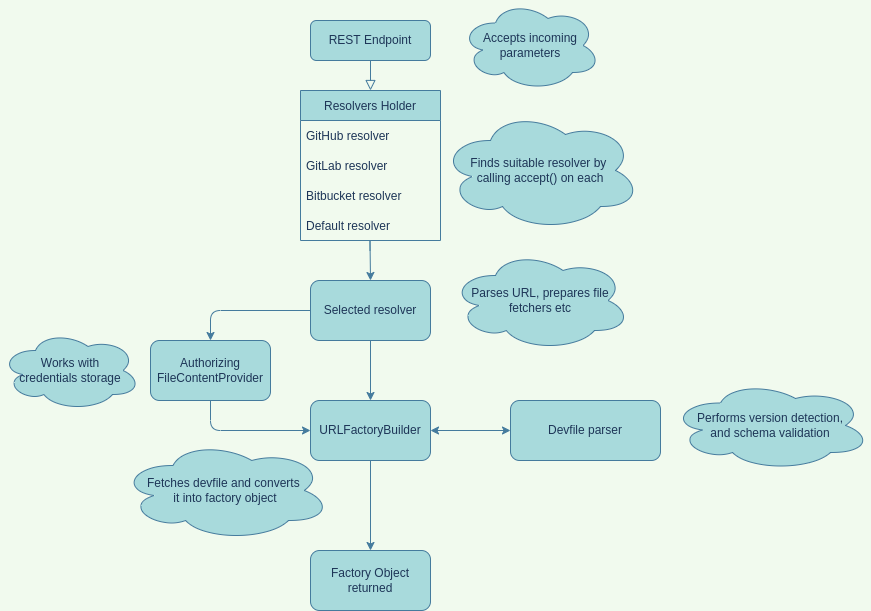 REST Endpoint
Accepts incoming
parameters
Resolvers Holder
GitHub resolver
GitLab resolver
Bitbucket resolver
Default resolver
Finds suitable resolver by
calling accept() on each
Selected resolver
Parses URL, prepares file
fetchers etc
Works with
credentials storage
Authorizing
FileContentProvider
URLFactoryBuilder
Devfile parser
Performs version detection,
and schema validation
Fetches devfile and converts
it into factory object
Factory Object
returned